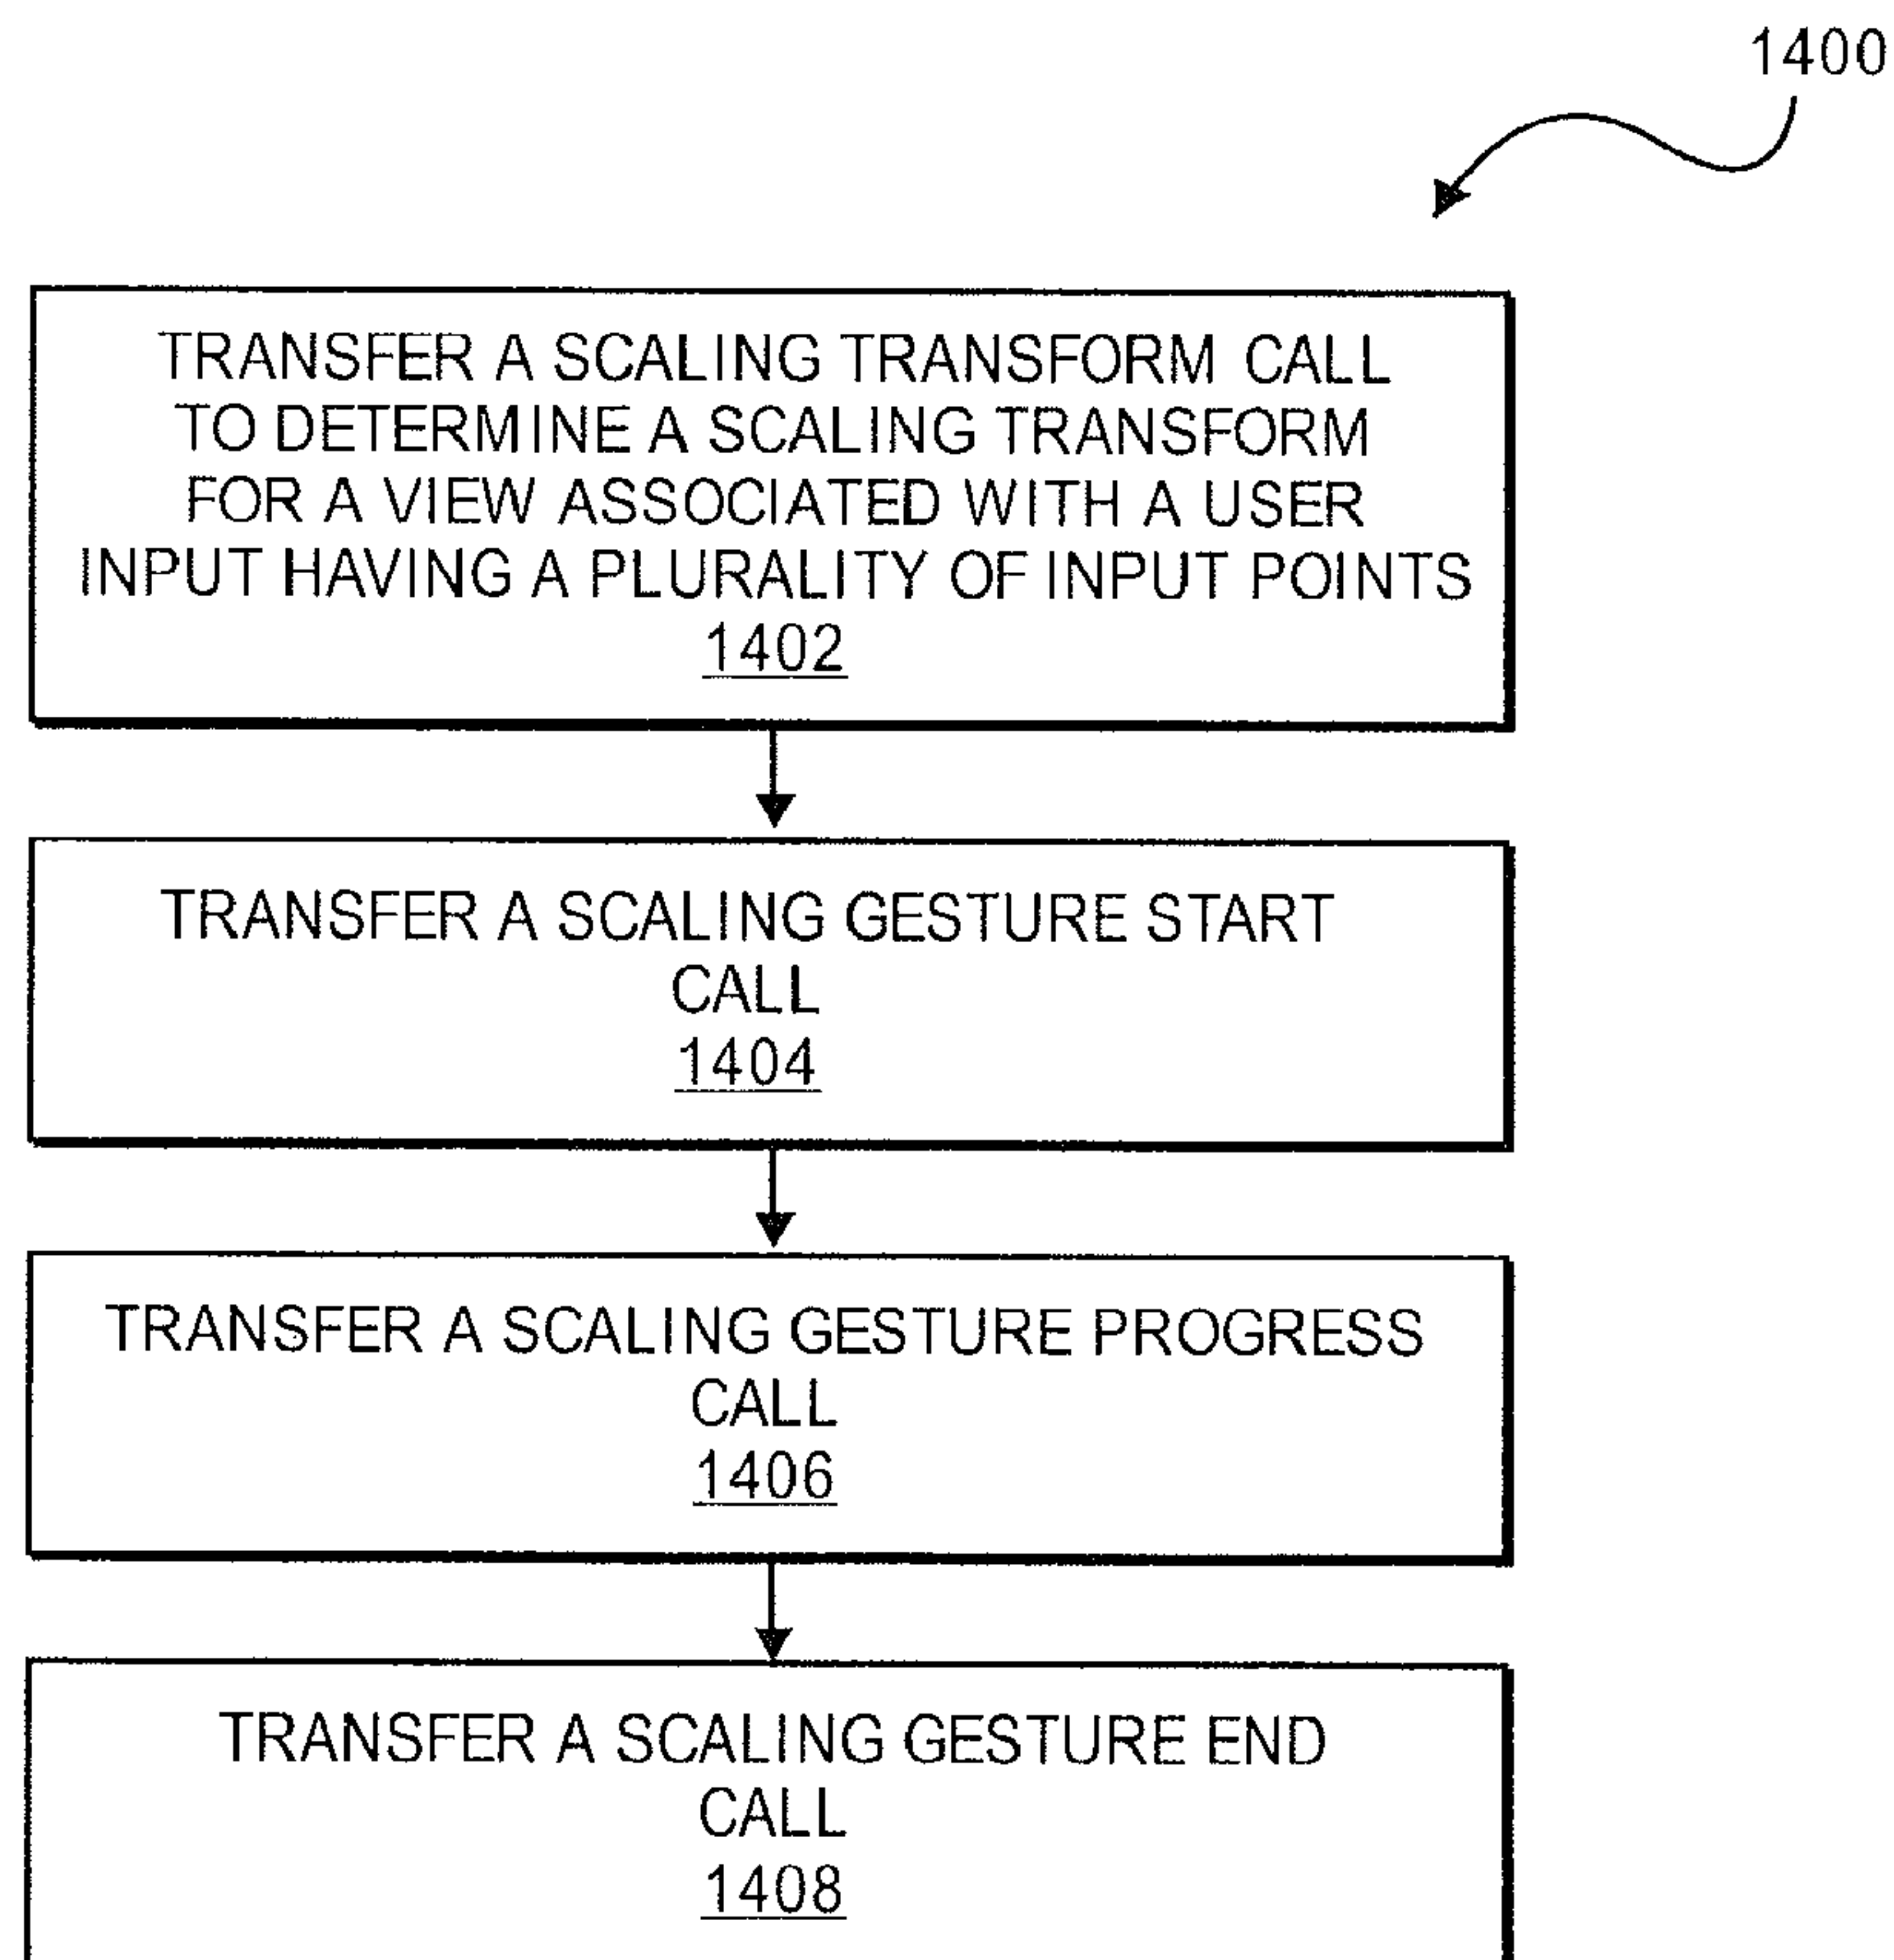 1400
TRANSFER A SCALING TRANSFORM CALL
TO DETERMINE A SCALING TRANSFORM
FOR A VIEW ASSOCIATED WITH A USER
INPUT HAVING A PLURALITY OF INPUT POINTS
1402
TRANSFER A SCALING GESTURE START
CALL
1404
TRANSFER A SCALING GESTURE PROGRESS
CALL
1406
TRANSFER A SCALING GESTURE END
CALL
1408